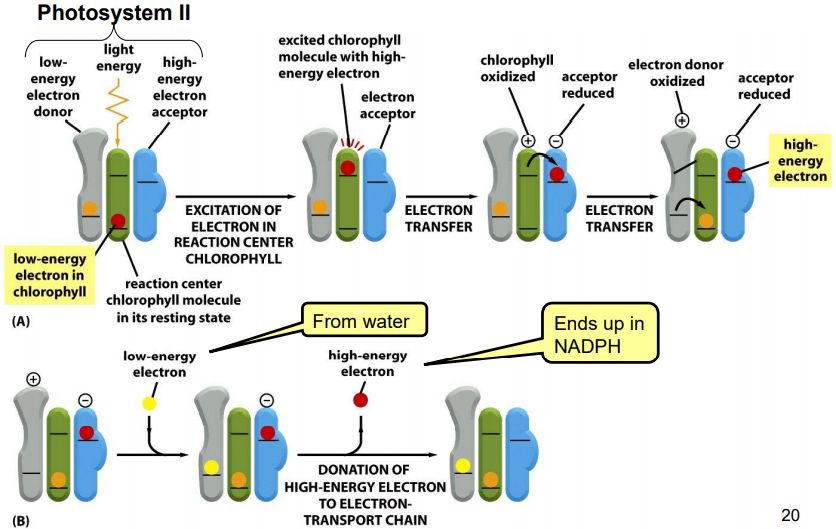 Photosystem II
low-
energy
electron
donor
light
energy
high-
energy
electron
acceptor
low-energy
electron in
chlorophyll
reaction center
chlorophyll molecule
in its resting state
EXCITATION OF
ELECTRON IN
REACTION CENTER
CHLOROPHYLL
excited chlorophyll
molecule with high-
energy electron
electron
acceptor
ELECTRON
TRANSFER
chlorophyll
oxidized
acceptor
reduced
+
−
ELECTRON
TRANSFER
electron donor
oxidized
acceptor
reduced
+
−
high-
energy
electron
(A)
From water
Ends up in
NADPH
low-energy
electron
high-energy
electron
+
−
−
DONATION OF
HIGH-ENERGY ELECTRON
TO ELECTRON-
TRANSPORT CHAIN
(B)
20